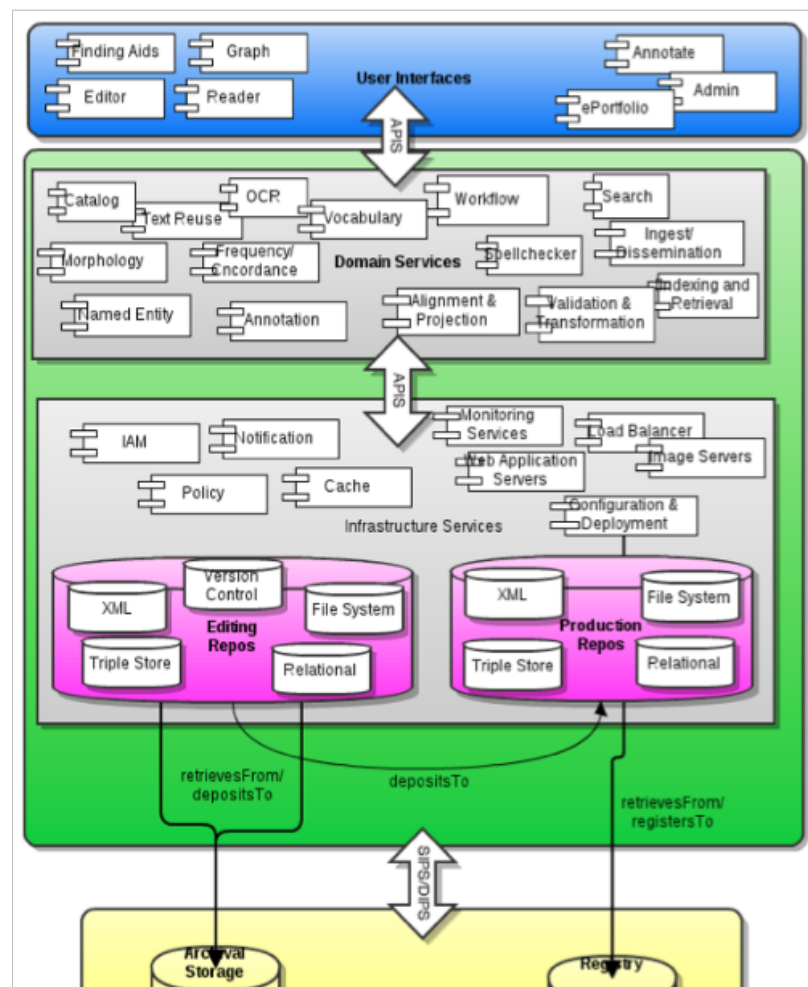 Finding Aids
Graph
Annotate
User Interfaces
Editor
Reader
Admin
ePortfolio
APIS
Catalog
OCR
Workflow
Search
Text Reuse
Vocabulary
Morphology
Frequency/
Cncordance
Domain Services
Spellchecker
Ingest/
Dissemination
Named Entity
Annotation
Alignment &
Projection
Validation &
Transformation
Indexing and
Retrieval
APIS
IAM
Notification
Monitoring
Services
Load Balancer
Image Servers
Policy
Cache
Web Application
Servers
Infrastructure Services
Configuration &
Deployment
Version
Control
XML
File System
Editing
Repos
Triple Store
Relational
XML
File System
Production
Repos
Triple Store
Relational
retrievesFrom/
depositsTo
depositsTo
retrievesFrom/
registersTo
SIPS/DIPS
Archival
Storage
Registry